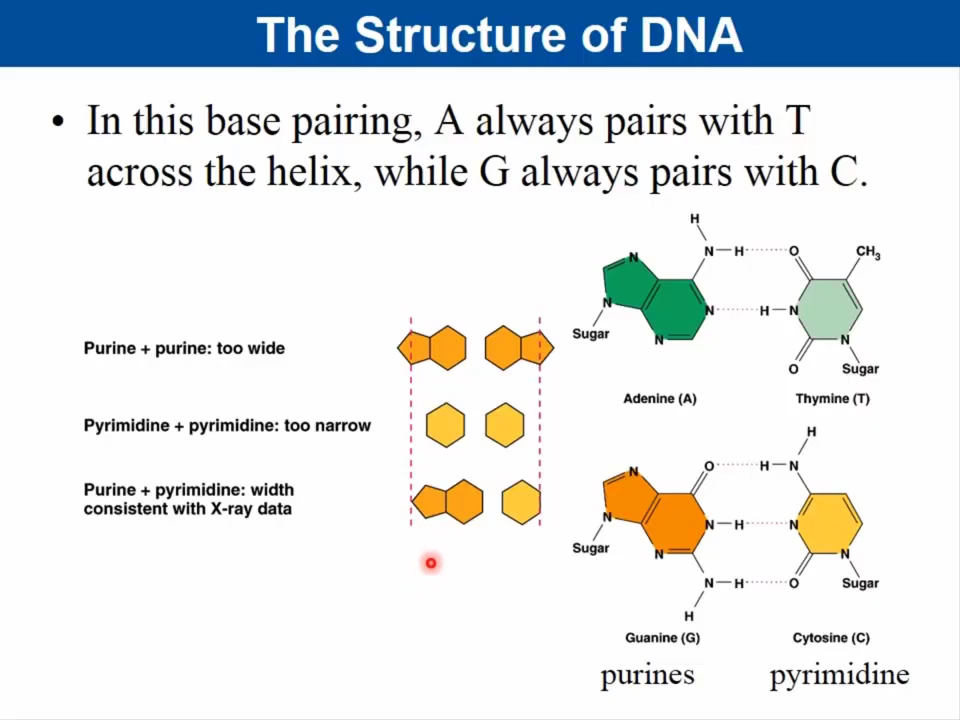 The Structure of DNA
• In this base pairing, A always pairs with T
across the helix, while G always pairs with C.
Purine + purine: too wide
Pyrimidine + pyrimidine: too narrow
Purine + pyrimidine: width
consistent with X-ray data
H
N H O CH3
N
N N H N
Sugar
N N
O Sugar
Adenine (A) Thymine (T)
H
O H N
N
N N H N
Sugar
N N
N H O Sugar
H
Guanine (G) Cytosine (C)
purines pyrimidine